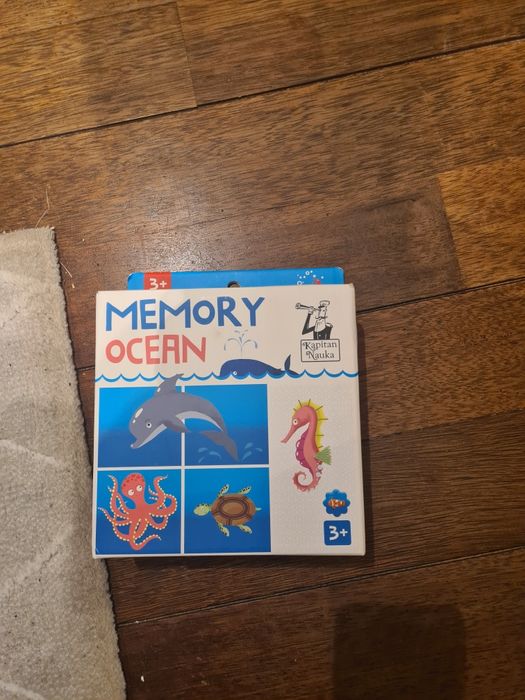 3+
MEMORY
OCEAN
Kapitan
Nauka
3+